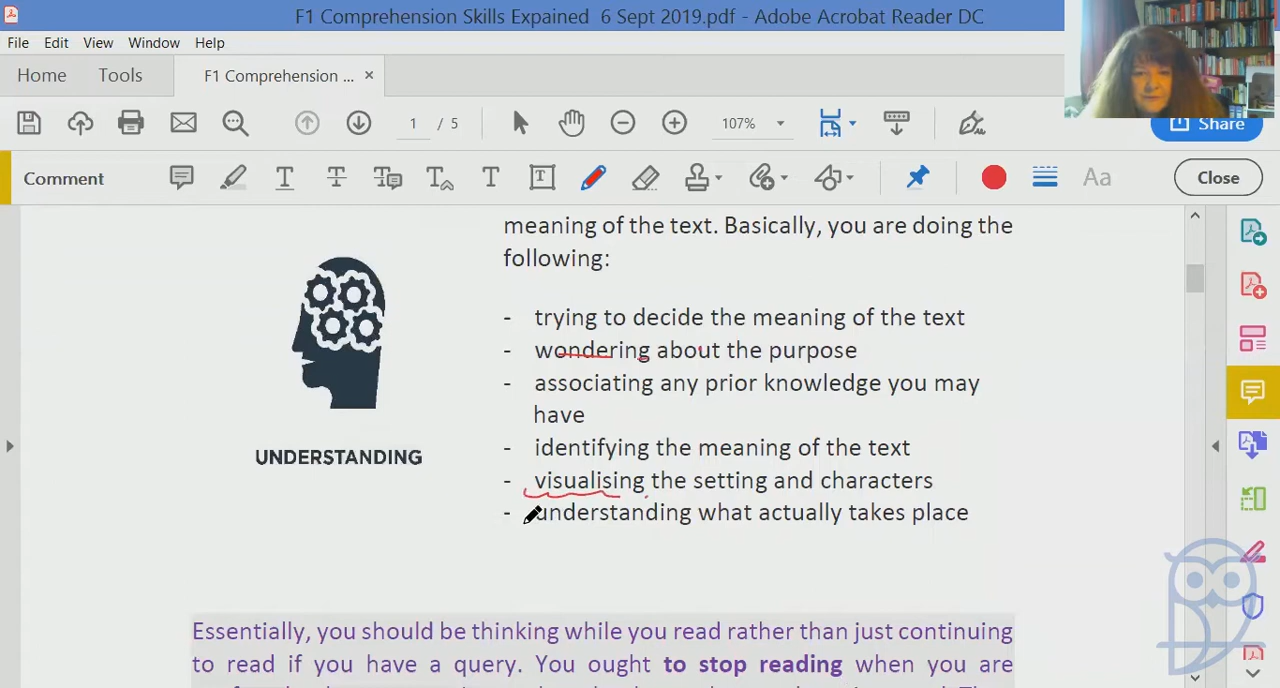 F1 Comprehension Skills Expained 6 Sept 2019.pdf - Adobe Acrobat Reader DC
File Edit View Window Help
Home Tools F1 Comprehension ... ×
1 / 5 107% Share
Comment Aa Close
meaning of the text. Basically, you are doing the
following:
- trying to decide the meaning of the text
- wondering about the purpose
- associating any prior knowledge you may
have
- identifying the meaning of the text
- visualising the setting and characters
- understanding what actually takes place
UNDERSTANDING
Essentially, you should be thinking while you read rather than just continuing
to read if you have a query. You ought to stop reading when you are